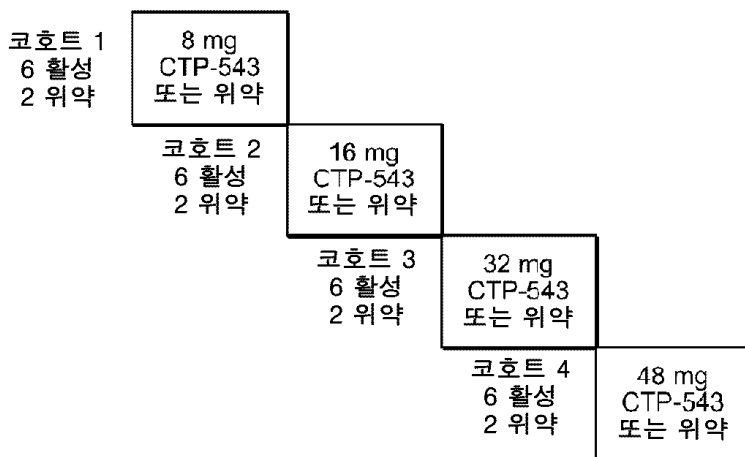 코호트 1
6 활성
2 위약
8 mg
CTP-543
또는 위약
코호트 2
6 활성
2 위약
16 mg
CTP-543
또는 위약
코호트 3
6 활성
2 위약
32 mg
CTP-543
또는 위약
코호트 4
6 활성
2 위약
48 mg
CTP-543
또는 위약